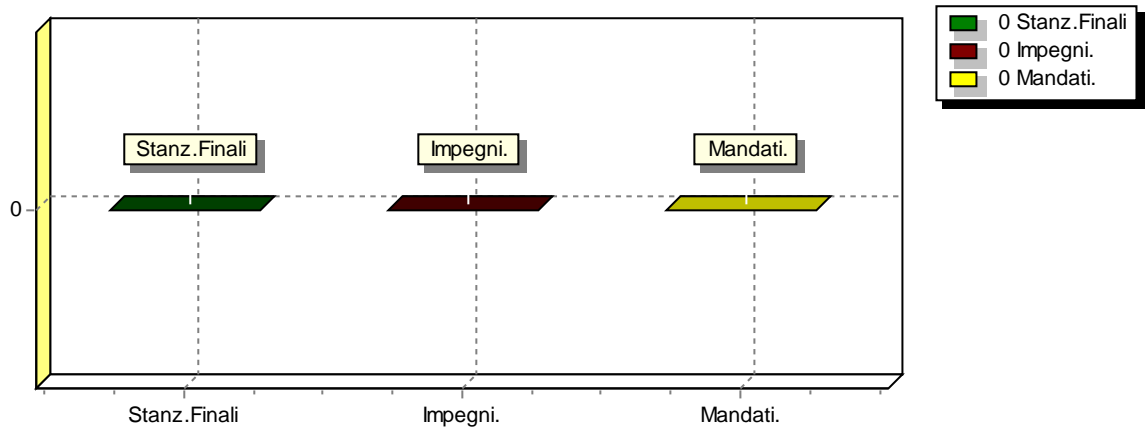 0 Stanz.Finali
0 Impegni.
0 Mandati.
Stanz.Finali
Impegni.
Mandati.
0
Stanz.Finali
Impegni.
Mandati.